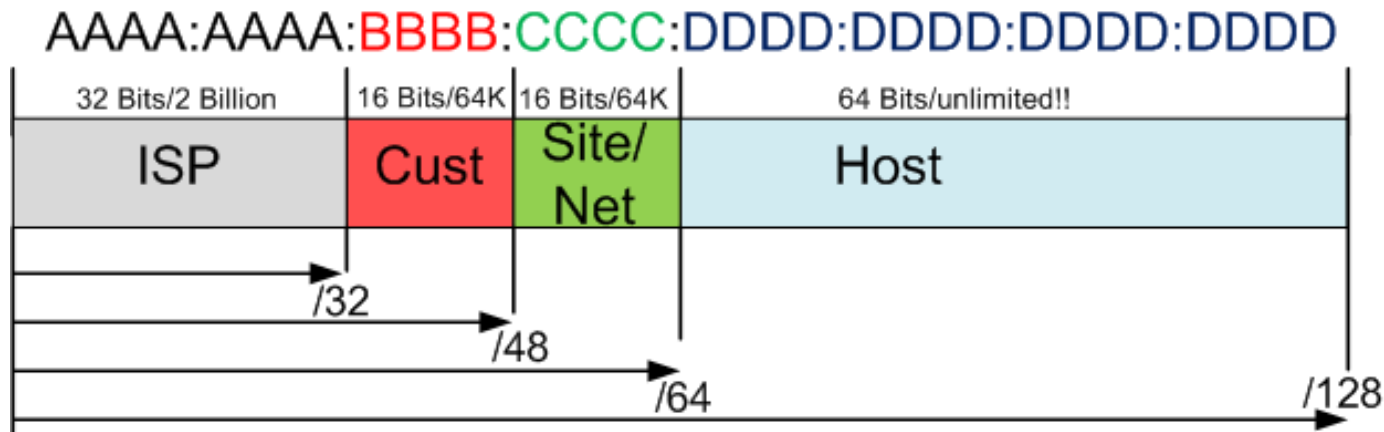 AAAA:AAAA:BBBB:CCCC:DDDD:DDDD:DDDD:DDDD
32 Bits/2 Billion 16 Bits/64K 16 Bits/64K 64 Bits/unlimited!!
ISP Cust Site/ Host
Net
/32
/48
/64
/128